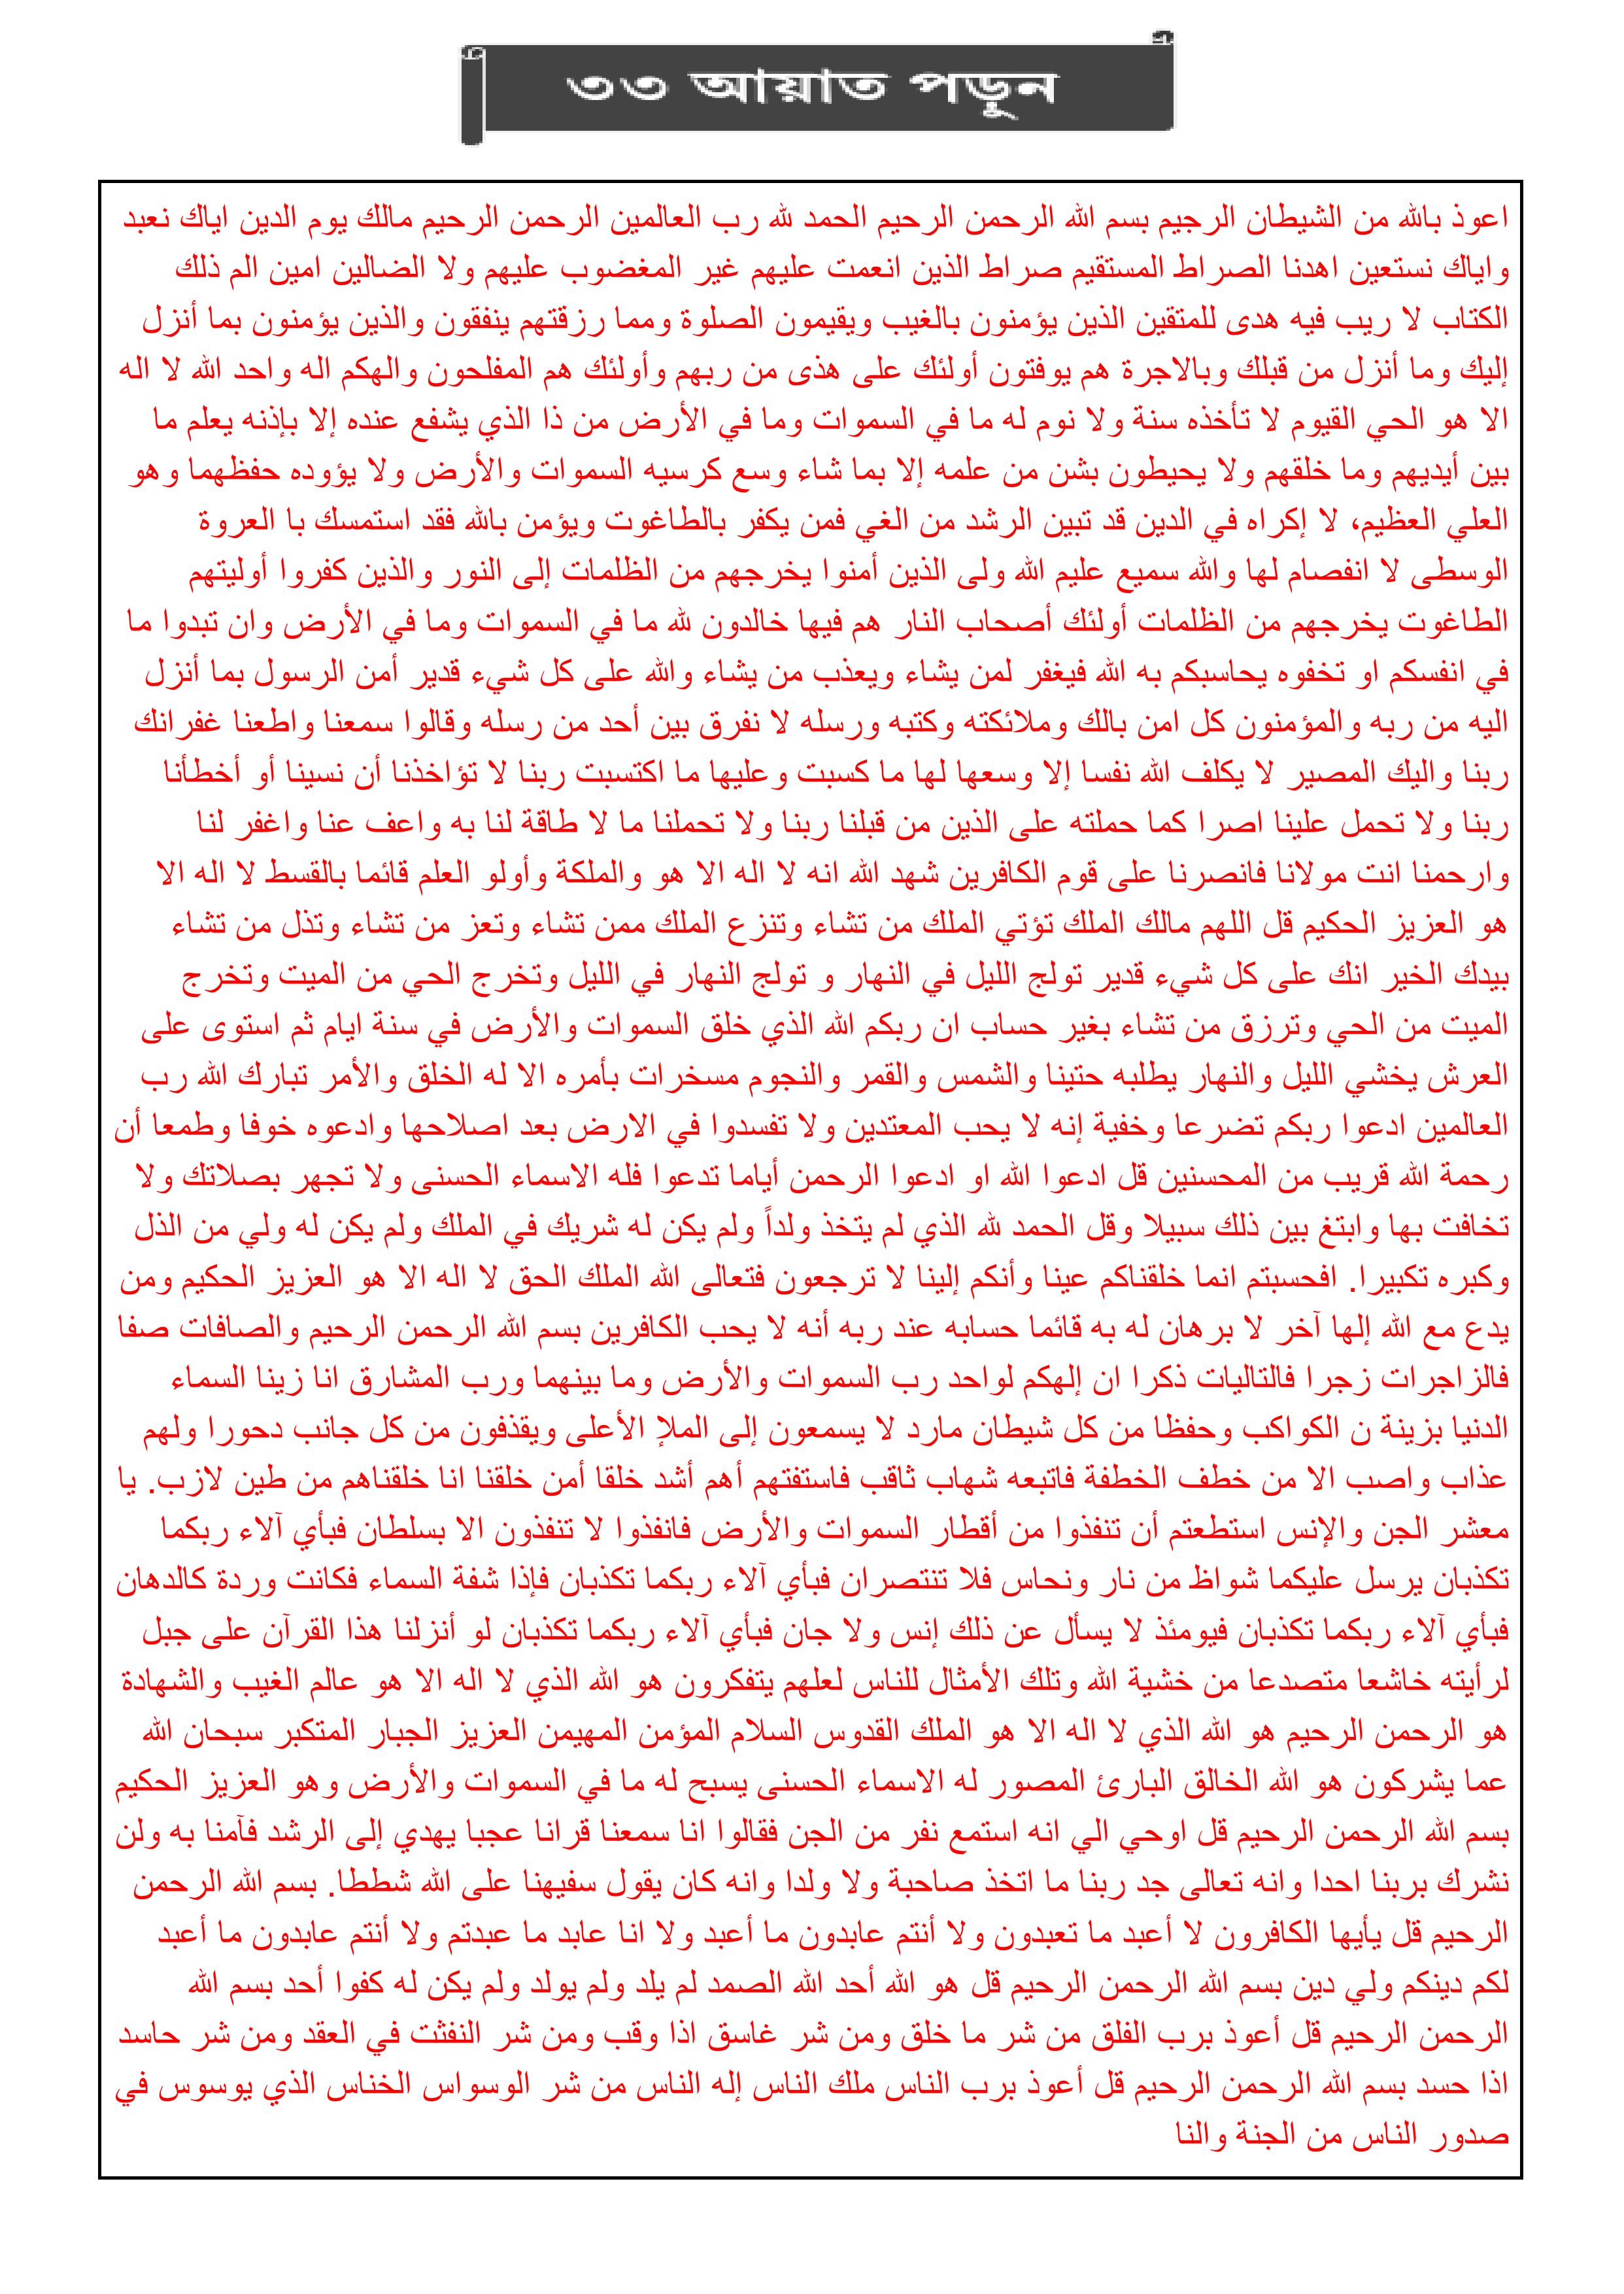 ৩৩ আয়াত পড়ুন
اعوذ بالله من الشيطان الرجيم بسم الله الرحمن الرحيم الحمد لله رب العالمين الرحمن الرحيم مالك يوم الدين اياك نعبد
واياك نستعين اهدنا الصراط المستقيم صراط الذين انعمت عليهم غير المغضوب عليهم ولا الضالين امين الم ذلك
الكتاب لا ريب فيه هدى للمتقين الذين يؤمنون بالغيب ويقيمون الصلوة ومما رزقتهم ينفقون والذين يؤمنون بما أنزل
إليك وما أنزل من قبلك وبالاجرة هم يوفتون أولئك على هذى من ربهم وأولئك هم المفلحون والهكم اله واحد الله لا اله
الا هو الحي القيوم لا تأخذه سنة ولا نوم له ما في السموات وما في الأرض من ذا الذي يشفع عنده إلا بإذنه يعلم ما
بين أيديهم وما خلقهم ولا يحيطون بشن من علمه إلا بما شاء وسع كرسيه السموات والأرض ولا يؤوده حفظهما وهو
العلي العظيم، لا إكراه في الدين قد تبين الرشد من الغي فمن يكفر بالطاغوت ويؤمن بالله فقد استمسك با العروة
الوسطى لا انفصام لها والله سميع عليم الله ولى الذين أمنوا يخرجهم من الظلمات إلى النور والذين كفروا أوليتهم
الطاغوت يخرجهم من الظلمات أولئك أصحاب النار هم فيها خالدون لله ما في السموات وما في الأرض وان تبدوا ما
في انفسكم او تخفوه يحاسبكم به الله فيغفر لمن يشاء ويعذب من يشاء والله على كل شيء قدير أمن الرسول بما أنزل
اليه من ربه والمؤمنون كل امن بالك وملائكته وكتبه ورسله لا نفرق بين أحد من رسله وقالوا سمعنا واطعنا غفرانك
ربنا واليك المصير لا يكلف الله نفسا إلا وسعها لها ما كسبت وعليها ما اكتسبت ربنا لا تؤاخذنا أن نسينا أو أخطأنا
ربنا ولا تحمل علينا اصرا كما حملته على الذين من قبلنا ربنا ولا تحملنا ما لا طاقة لنا به واعف عنا واغفر لنا
وارحمنا انت مولانا فانصرنا على قوم الكافرين شهد الله انه لا اله الا هو والملكة وأولو العلم قائما بالقسط لا اله الا
هو العزيز الحكيم قل اللهم مالك الملك تؤتي الملك من تشاء وتنزع الملك ممن تشاء وتعز من تشاء وتذل من تشاء
بيدك الخير انك على كل شيء قدير تولج الليل في النهار و تولج النهار في الليل وتخرج الحي من الميت وتخرج
الميت من الحي وترزق من تشاء بغير حساب ان ربكم الله الذي خلق السموات والأرض في سنة ايام ثم استوى على
العرش يخشي الليل والنهار يطلبه حتينا والشمس والقمر والنجوم مسخرات بأمره الا له الخلق والأمر تبارك الله رب
العالمين ادعوا ربكم تضرعا وخفية إنه لا يحب المعتدين ولا تفسدوا في الارض بعد اصلاحها وادعوه خوفا وطمعا أن
رحمة الله قريب من المحسنين قل ادعوا الله او ادعوا الرحمن أياما تدعوا فله الاسماء الحسنى ولا تجهر بصلاتك ولا
تخافت بها وابتغ بين ذلك سبيلا وقل الحمد لله الذي لم يتخذ ولداً ولم يكن له شريك في الملك ولم يكن له ولي من الذل
وكبره تكبيرا. افحسبتم انما خلقناكم عينا وأنكم إلينا لا ترجعون فتعالى الله الملك الحق لا اله الا هو العزيز الحكيم ومن
يدع مع الله إلها آخر لا برهان له به قائما حسابه عند ربه أنه لا يحب الكافرين بسم الله الرحمن الرحيم والصافات صفا
فالزاجرات زجرا فالتاليات ذكرا ان إلهكم لواحد رب السموات والأرض وما بينهما ورب المشارق انا زينا السماء
الدنيا بزينة ن الكواكب وحفظا من كل شيطان مارد لا يسمعون إلى الملإ الأعلى ويقذفون من كل جانب دحورا ولهم
عذاب واصب الا من خطف الخطفة فاتبعه شهاب ثاقب فاستفتهم أهم أشد خلقا أمن خلقنا انا خلقناهم من طين لازب. يا
معشر الجن والإنس استطعتم أن تنفذوا من أقطار السموات والأرض فانفذوا لا تنفذون الا بسلطان فبأي آلاء ربكما
تكذبان يرسل عليكما شواظ من نار ونحاس فلا تنتصران فبأي آلاء ربكما تكذبان فإذا شفة السماء فكانت وردة كالدهان
فبأي آلاء ربكما تكذبان فيومئذ لا يسأل عن ذلك إنس ولا جان فبأي آلاء ربكما تكذبان لو أنزلنا هذا القرآن على جبل
لرأيته خاشعا متصدعا من خشية الله وتلك الأمثال للناس لعلهم يتفكرون هو الله الذي لا اله الا هو عالم الغيب والشهادة
هو الرحمن الرحيم هو الله الذي لا اله الا هو الملك القدوس السلام المؤمن المهيمن العزيز الجبار المتكبر سبحان الله
عما يشركون هو الله الخالق البارئ المصور له الاسماء الحسنى يسبح له ما في السموات والأرض وهو العزيز الحكيم
بسم الله الرحمن الرحيم قل اوحي الي انه استمع نفر من الجن فقالوا انا سمعنا قرانا عجبا يهدي إلى الرشد فآمنا به ولن
نشرك بربنا احدا وانه تعالى جد ربنا ما اتخذ صاحبة ولا ولدا وانه كان يقول سفيهنا على الله شططا. بسم الله الرحمن
الرحيم قل يأيها الكافرون لا أعبد ما تعبدون ولا أنتم عابدون ما أعبد ولا انا عابد ما عبدتم ولا أنتم عابدون ما أعبد
لكم دينكم ولي دين بسم الله الرحمن الرحيم قل هو الله أحد الله الصمد لم يلد ولم يولد ولم يكن له كفوا أحد بسم الله
الرحمن الرحيم قل أعوذ برب الفلق من شر ما خلق ومن شر غاسق اذا وقب ومن شر النفثت في العقد ومن شر حاسد
اذا حسد بسم الله الرحمن الرحيم قل أعوذ برب الناس ملك الناس إله الناس من شر الوسواس الخناس الذي يوسوس في
صدور الناس من الجنة والنا